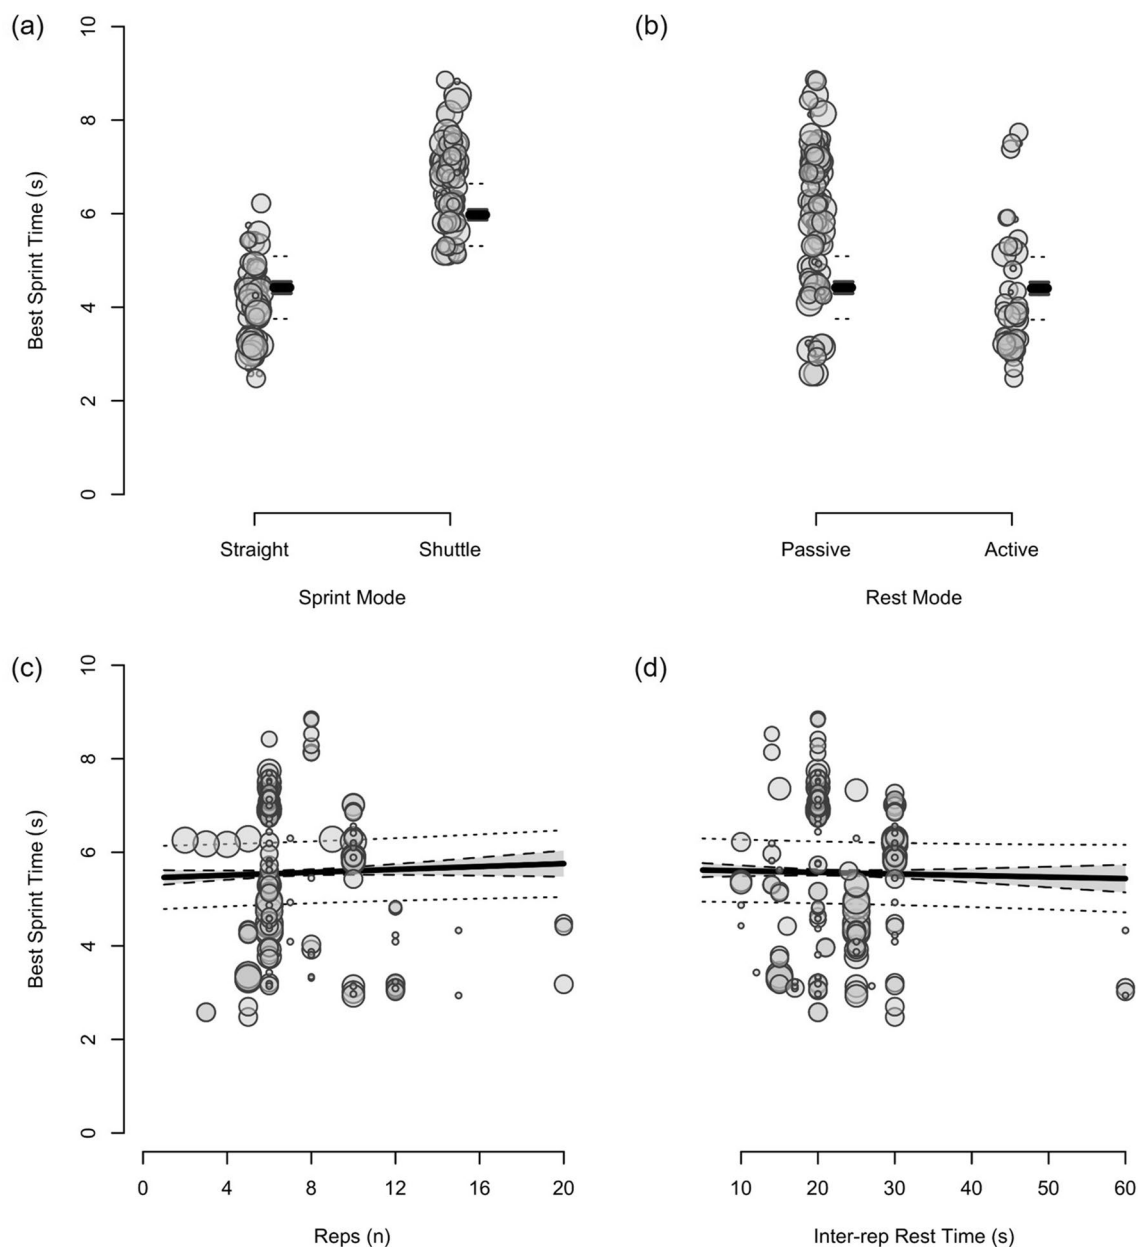 (a)
Best Sprint Time (s)
10
8
6
4
2
0
Straight
Shuttle
Sprint Mode
(b)
Passive
Active
Rest Mode
(c)
Best Sprint Time (s)
10
8
6
4
2
0
0 4 8 12 16 20
Reps (n)
(d)
10 20 30 40 50 60
Inter-rep Rest Time (s)